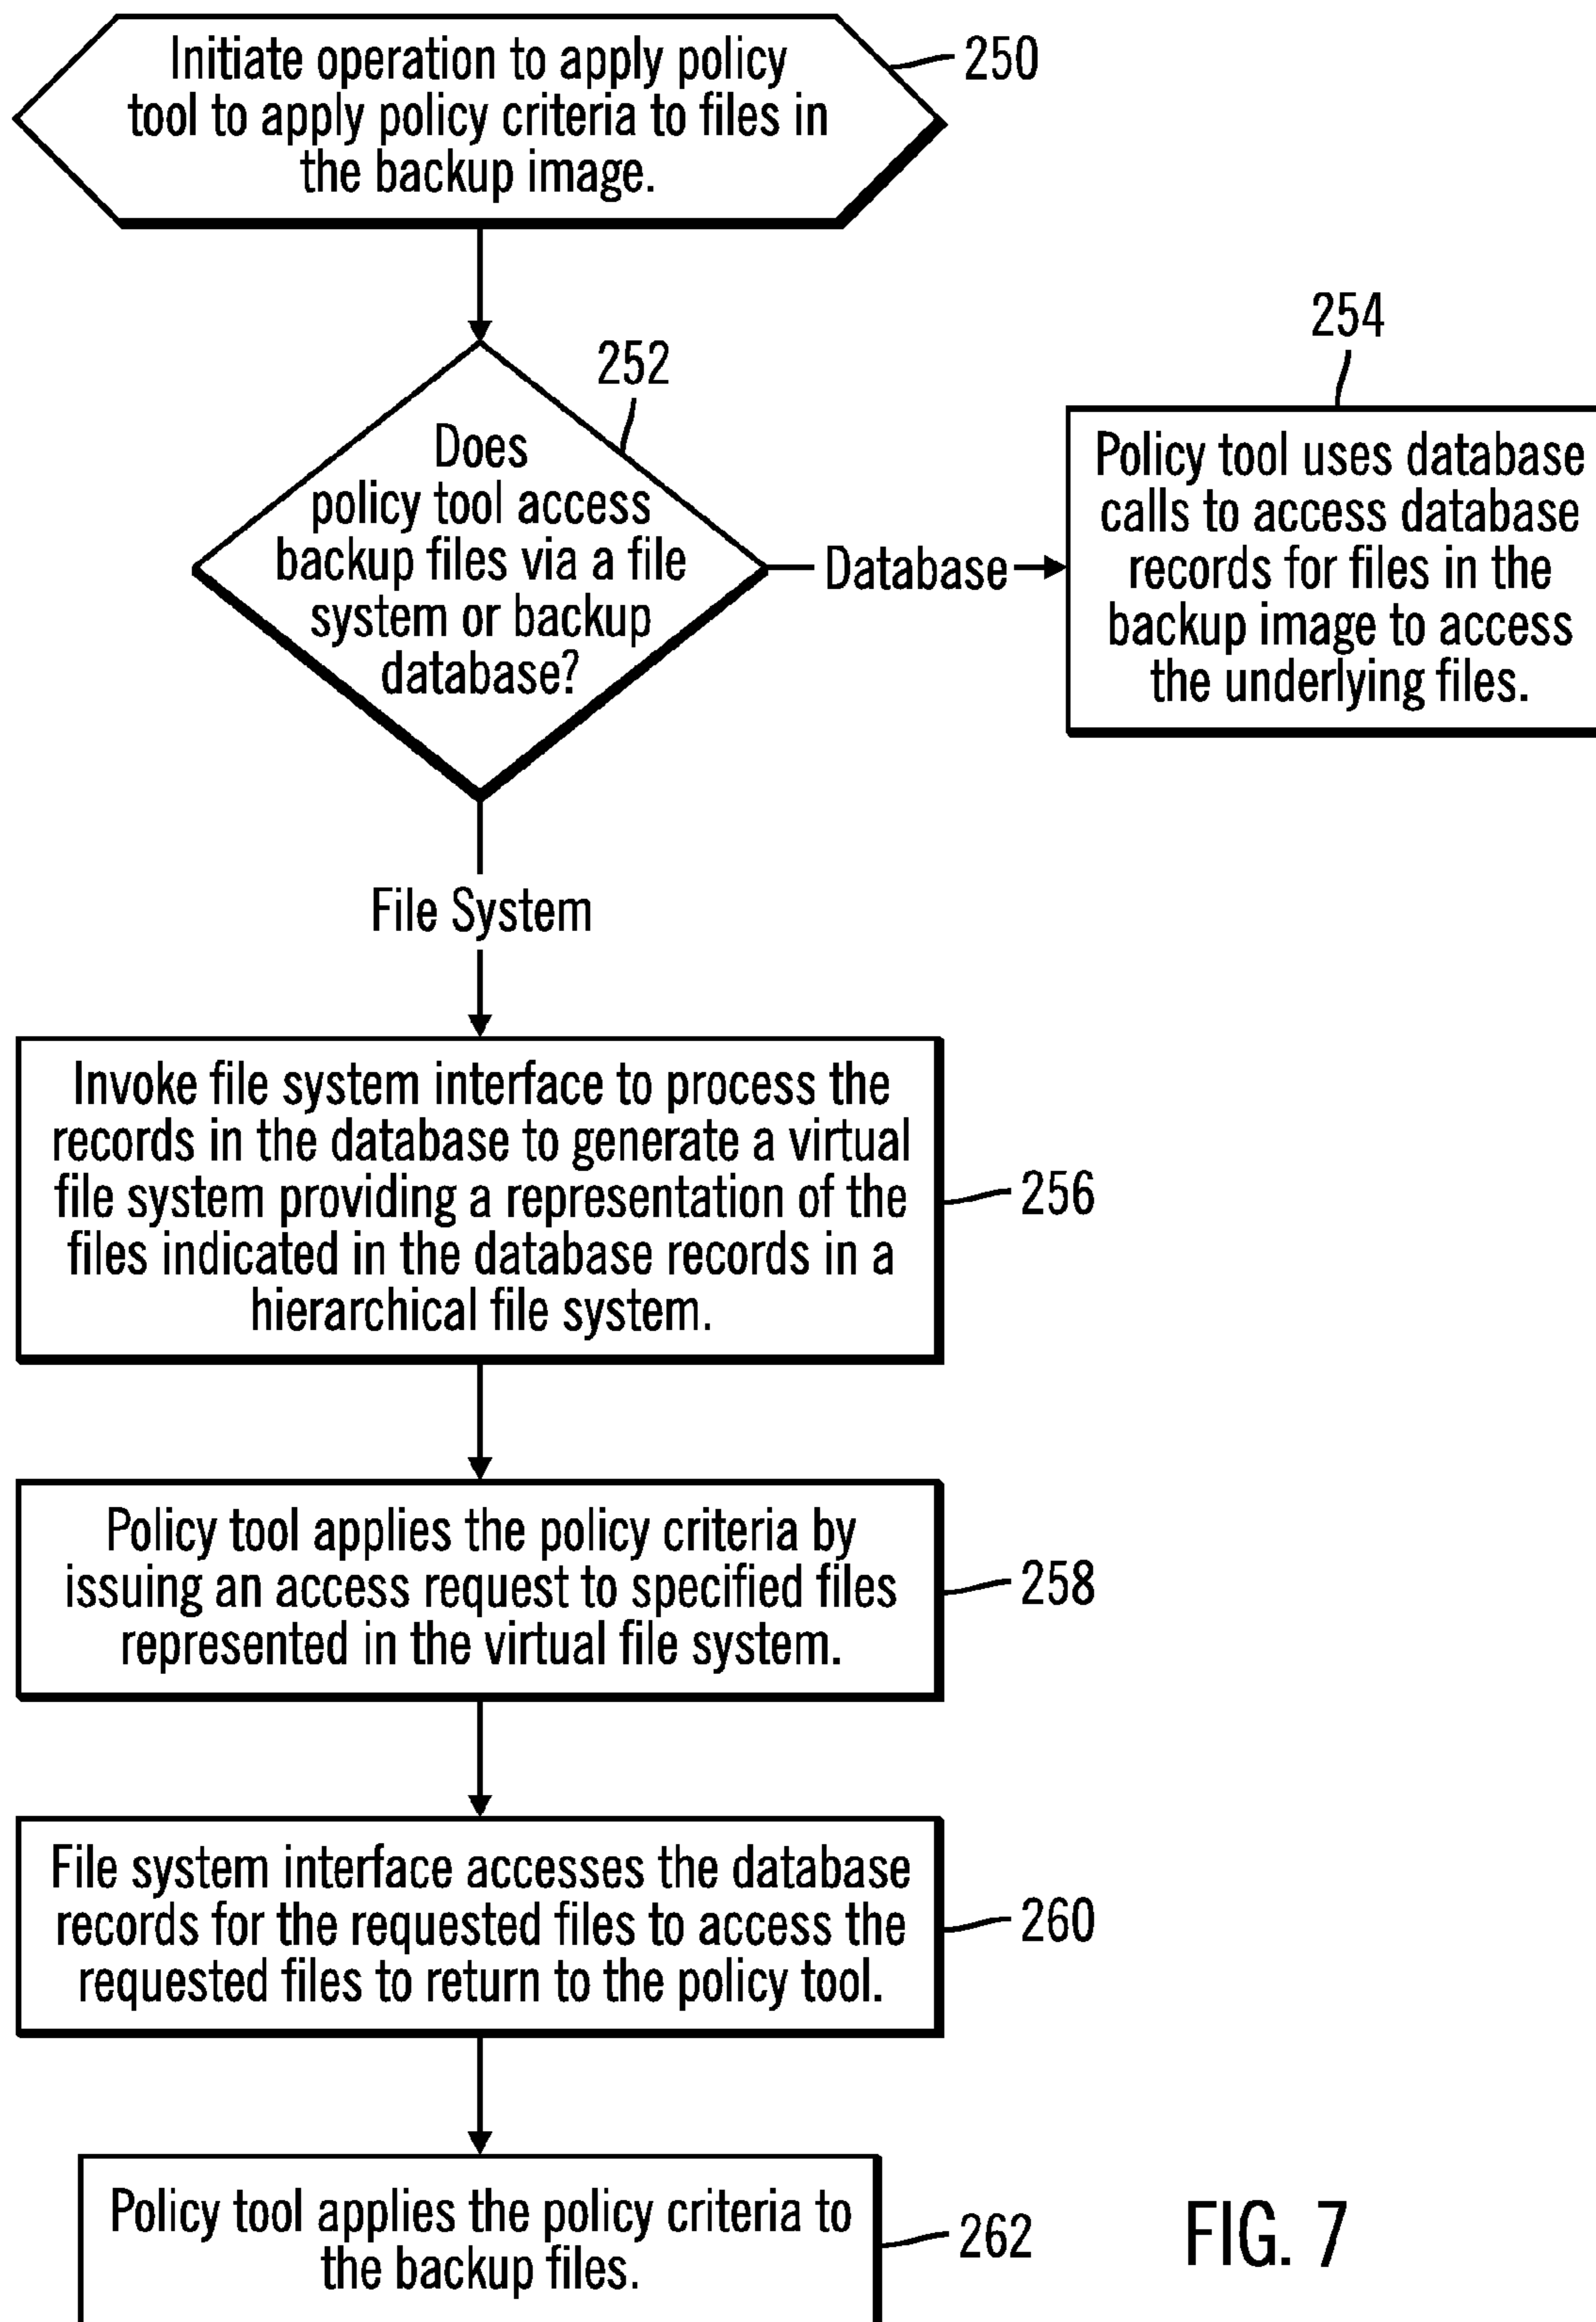 Initiate operation to apply policy
tool to apply policy criteria to files in
the backup image.
250
252
Does
policy tool access
backup files via a file
system or backup
database?
Database
254
Policy tool uses database
calls to access database
records for files in the
backup image to access
the underlying files.
File System
Invoke file system interface to process the
records in the database to generate a virtual
file system providing a representation of the
files indicated in the database records in a
hierarchical file system.
256
Policy tool applies the policy criteria by
issuing an access request to specified files
represented in the virtual file system.
258
File system interface accesses the database
records for the requested files to access the
requested files to return to the policy tool.
260
Policy tool applies the policy criteria to
the backup files.
262
FIG. 7